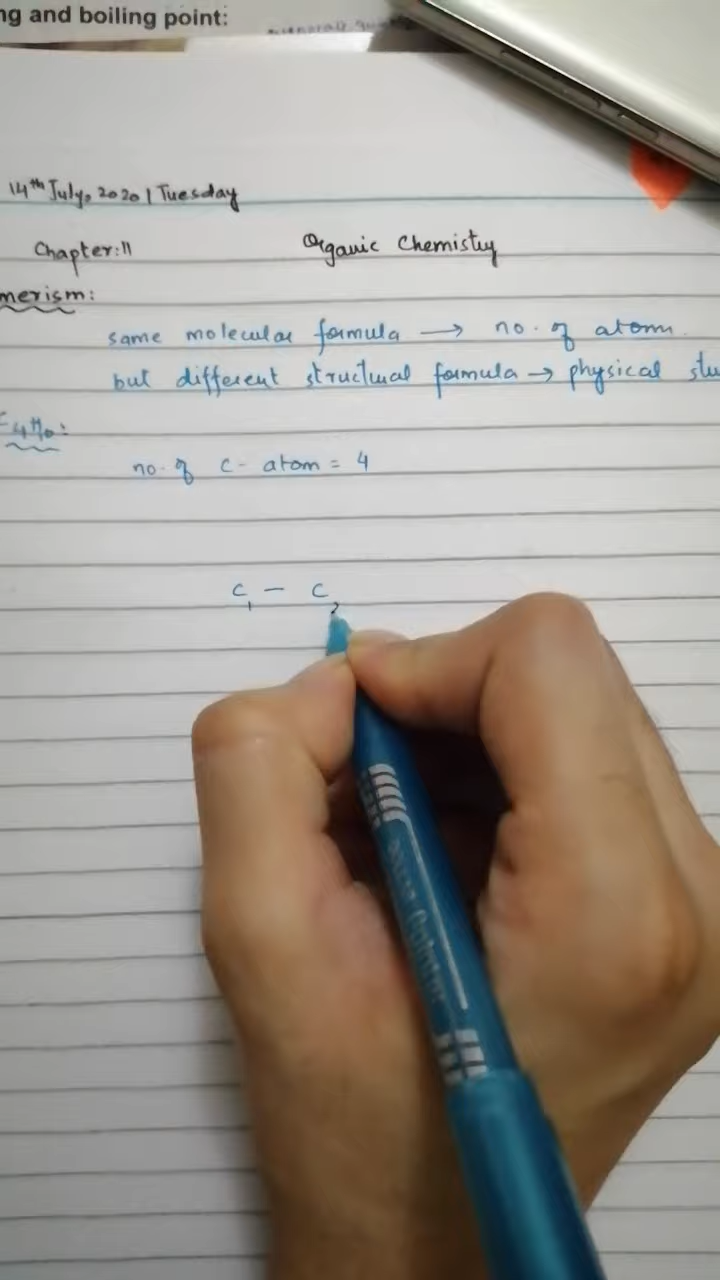 ng and boiling point:
14th July, 2020 | Tuesday
Chapter:11 Organic Chemistry
merism:
same molecular formula → no. of atom
but different structural formula → physical stu
C4H10:
no. of C- atom = 4
C1 - C2